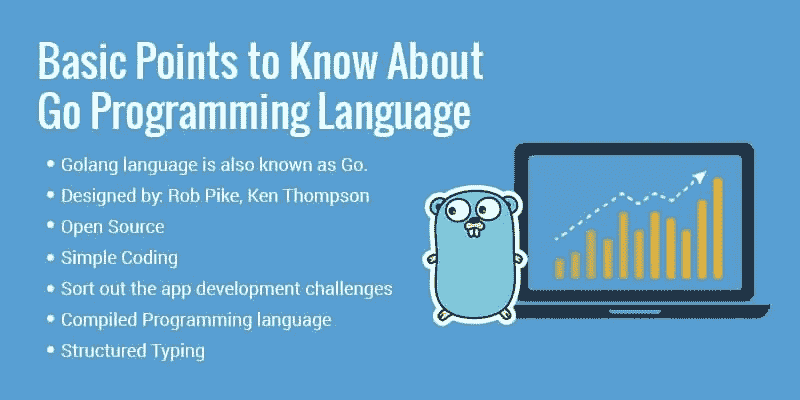 Basic Points to Know About
Go Programming Language
• Golang language is also known as Go.
• Designed by: Rob Pike, Ken Thompson
• Open Source
• Simple Coding
• Sort out the app development challenges
• Compiled Programming language
• Structured Typing